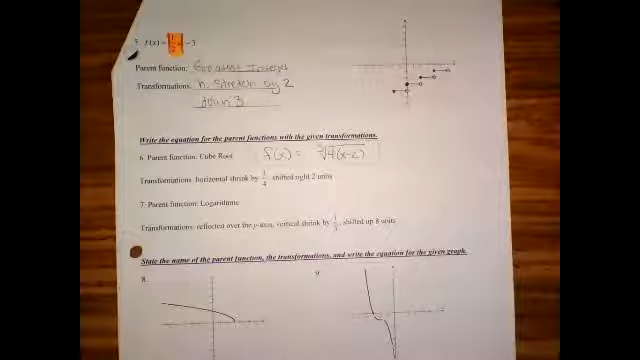 5. f(x) = [1/2 x] − 3
Parent function: Greatest Integer
Transformations: h. stretch by 2
down 3
Write the equation for the parent functions with the given transformations.
6. Parent function: Cube Root f(x) = ∛4(x-2)
Transformations: horizontal shrink by 1/4 shifted right 2 units
7. Parent function: Logarithmic
Transformations: reflected over the y-axis, vertical shrink by 1/3, shifted up 8 units
State the name of the parent function, the transformations, and write the equation for the given graph.
8.
9.